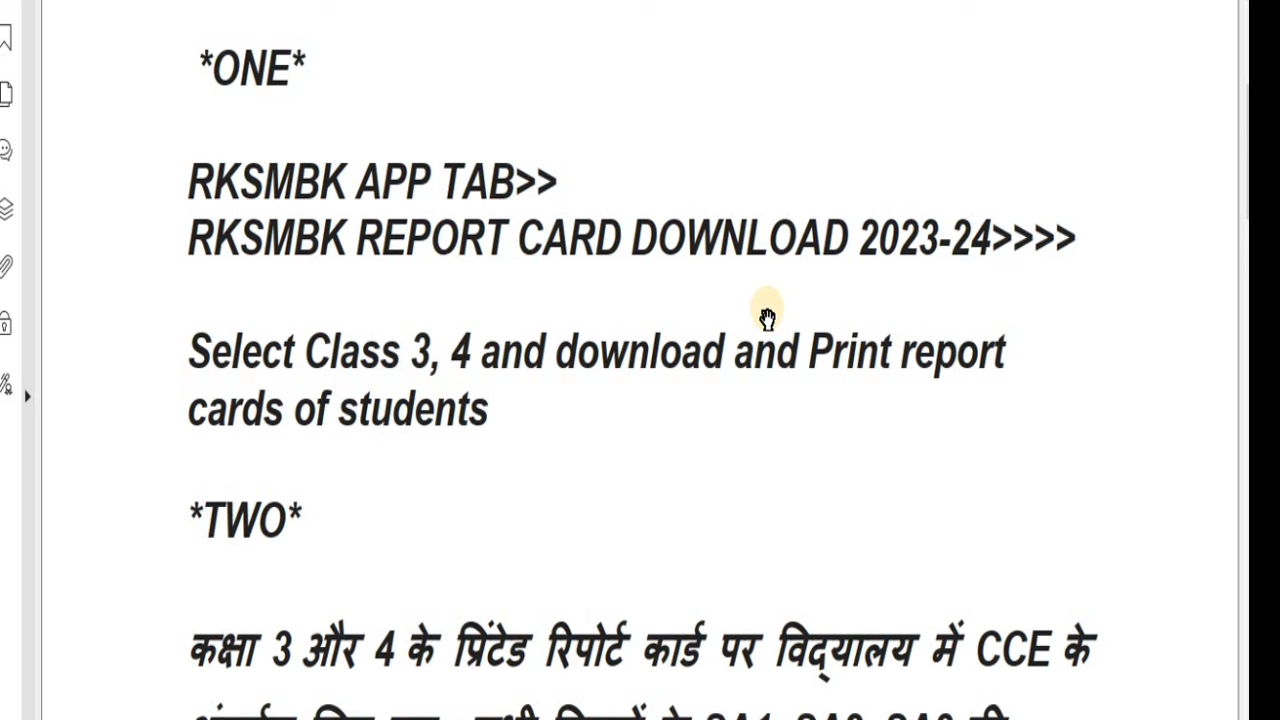 *ONE*
RKSMBK APP TAB>>
RKSMBK REPORT CARD DOWNLOAD 2023-24>>>>
Select Class 3, 4 and download and Print report
cards of students
*TWO*
कक्षा 3 और 4 के प्रिंटेड रिपोर्ट कार्ड पर विद्यालय में CCE के